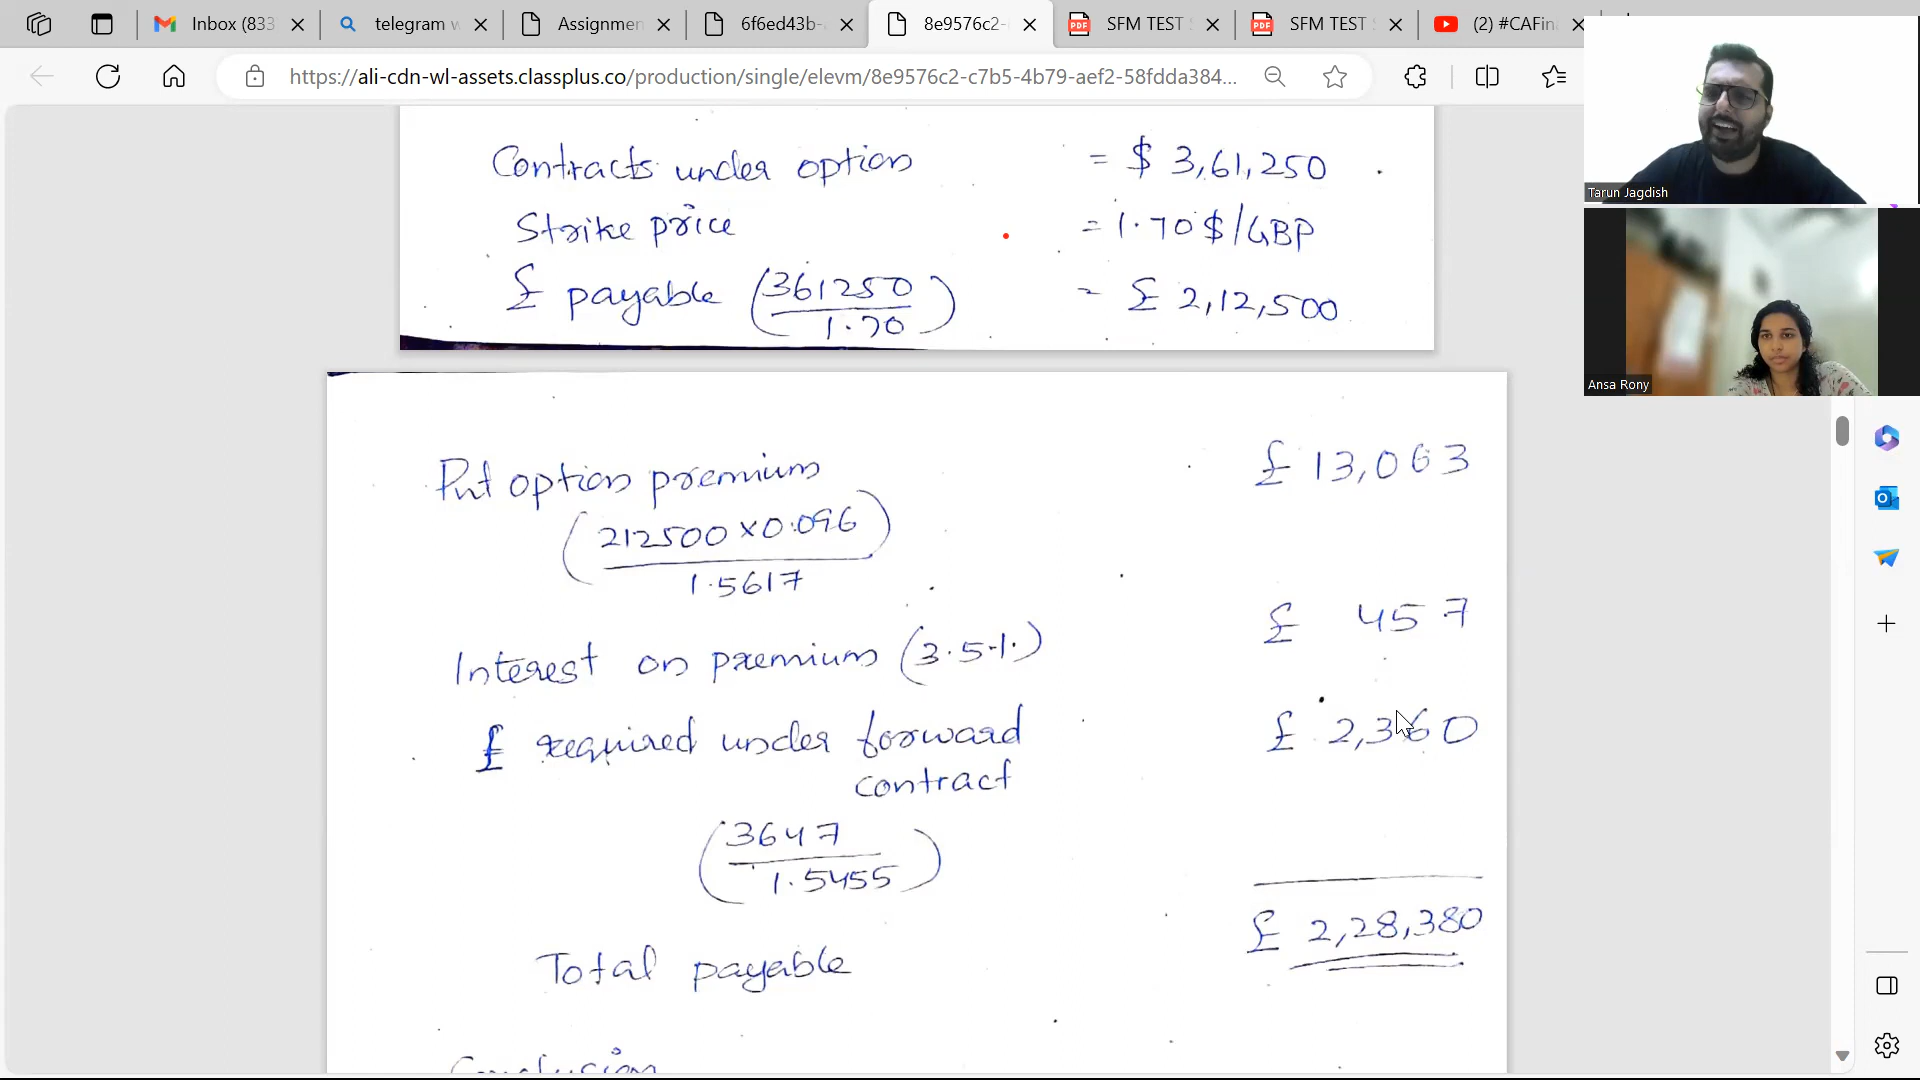 Inbox (833
telegram w
Assignmen
6f6ed43b-
8e9576c2-
PDF
SFM TEST
PDF
SFM TEST
(2) #CAFin
https://ali-cdn-wl-assets.classplus.co/production/single/elevm/8e9576c2-c7b5-4b79-aef2-58fdda384...
Tarun Jagdish
Ansa Rony
Contracts under option = $ 3,61,250
Strike price = 1.70 $/GBP
£ payable (361250 / 1.70) = £ 2,12,500
Put option premium £ 13,063
(212500 x 0.096
1.5617)
Interest on premium (3.5%) £ 457
£ required under forward £ 2,360
contract
(3647
1.5455)
Total payable £ 2,28,380
Conclusion